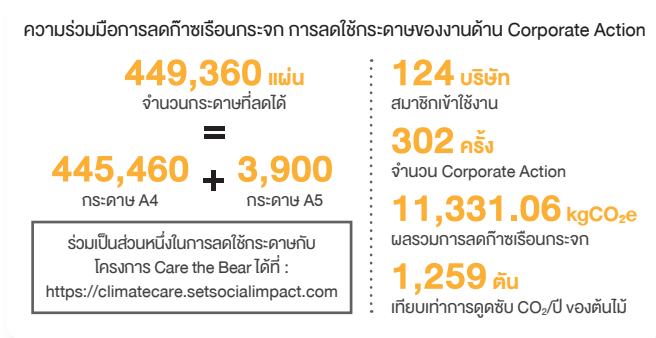 ความร่วมมือการลดก๊าซเรือนกระจก การลดใช้กระดาษของงานด้าน Corporate Action
449,360 แผ่น
จำนวนกระดาษที่ลดได้
=
445,460 + 3,900
กระดาษ A4 กระดาษ A5
ร่วมเป็นส่วนหนึ่งในการลดใช้กระดาษกับ
โครงการ Care the Bear ได้ที่ :
https://climatecare.setsocialimpact.com
124 บริษัท
สมาชิกเข้าใช้งาน
302 ครั้ง
จำนวน Corporate Action
11,331.06 kgCO₂e
ผลรวมการลดก๊าซเรือนกระจก
1,259 ตัน
เทียบเท่าการดูดซับ CO₂/ปี ของต้นไม้